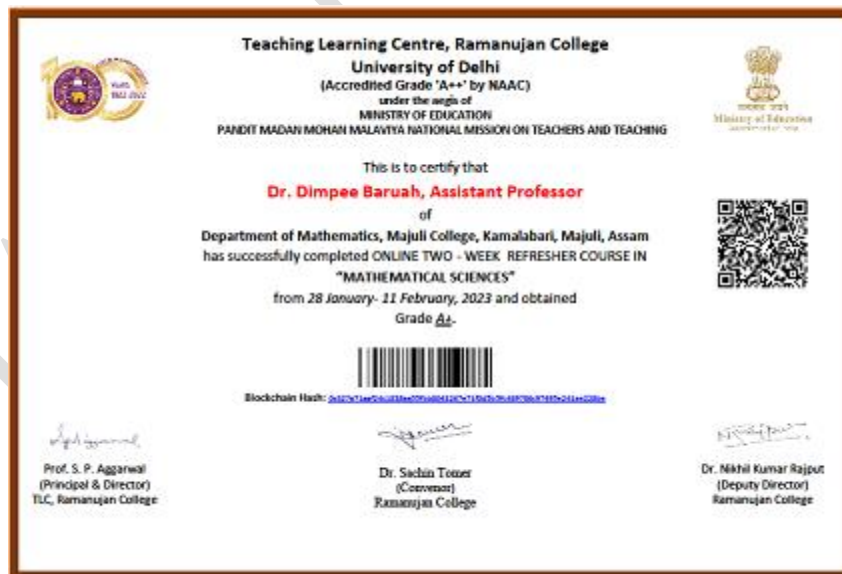 Teaching Learning Centre, Ramanujan College
University of Delhi
(Accredited Grade 'A++' by NAAC)
under the aegis of
MINISTRY OF EDUCATION
PANDIT MADAN MOHAN MALAVIYA NATIONAL MISSION ON TEACHERS AND TEACHING
Ministry of Education
This is to certify that
Dr. Dimpee Baruah, Assistant Professor
of
Department of Mathematics, Majuli College, Kamalabari, Majuli, Assam
has successfully completed ONLINE TWO - WEEK REFRESHER COURSE IN
"MATHEMATICAL SCIENCES"
from 28 January- 11 February, 2023 and obtained
Grade A+.
Blockchain Hash:
Prof. S. P. Aggarwal
(Principal & Director)
TLC, Ramanujan College
Dr. Sachin Tomer
(Convenor)
Ramanujan College
Dr. Nikhil Kumar Rajput
(Deputy Director)
Ramanujan College